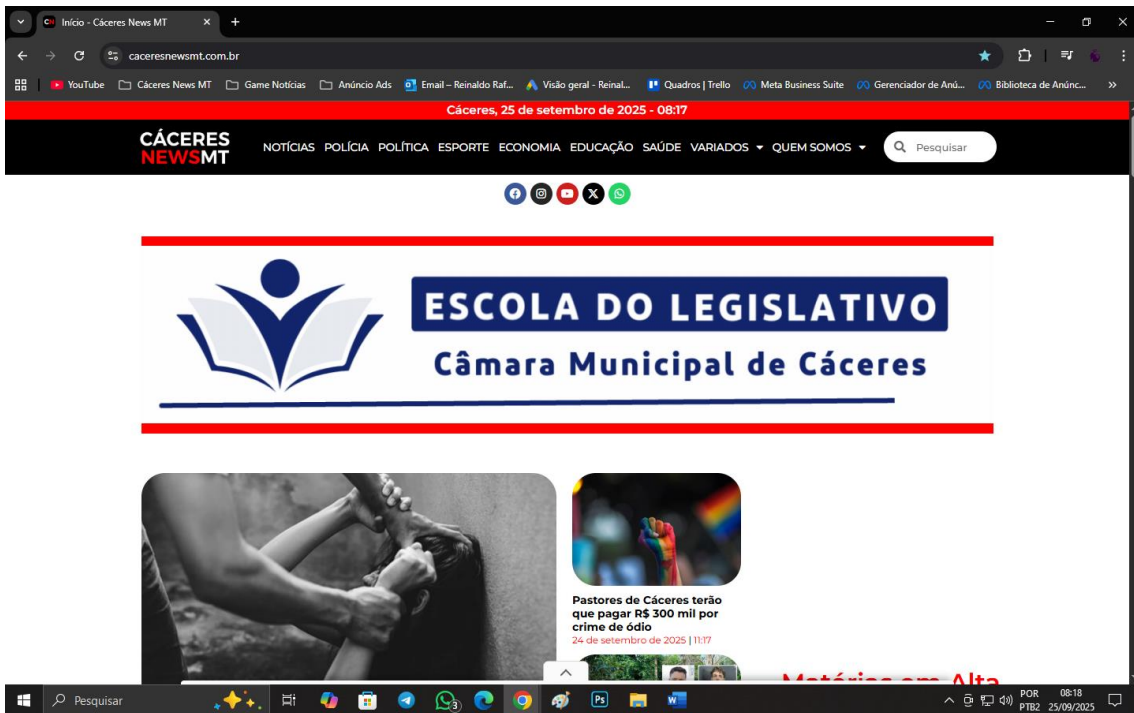 Início - Cáceres News MT
caceresnewsmt.com.br
YouTube Cáceres News MT Game Notícias Anúncio Ads Email – Reinaldo Raf... Visão geral - Reinal... Quadros | Trello Meta Business Suite Gerenciador de Anú... Biblioteca de Anúnc... »
Cáceres, 25 de setembro de 2025 - 08:17
CÁCERES
NEWSMT
NOTÍCIAS POLÍCIA POLÍTICA ESPORTE ECONOMIA EDUCAÇÃO SAÚDE VARIADOS QUEM SOMOS Pesquisar
ESCOLA DO LEGISLATIVO
Câmara Municipal de Cáceres
Pastores de Cáceres terão
que pagar R$ 300 mil por
crime de ódio
24 de setembro de 2025 | 11:17
Matérias em Alta
Pesquisar
Ps
POR 08:18
PTB2 25/09/2025